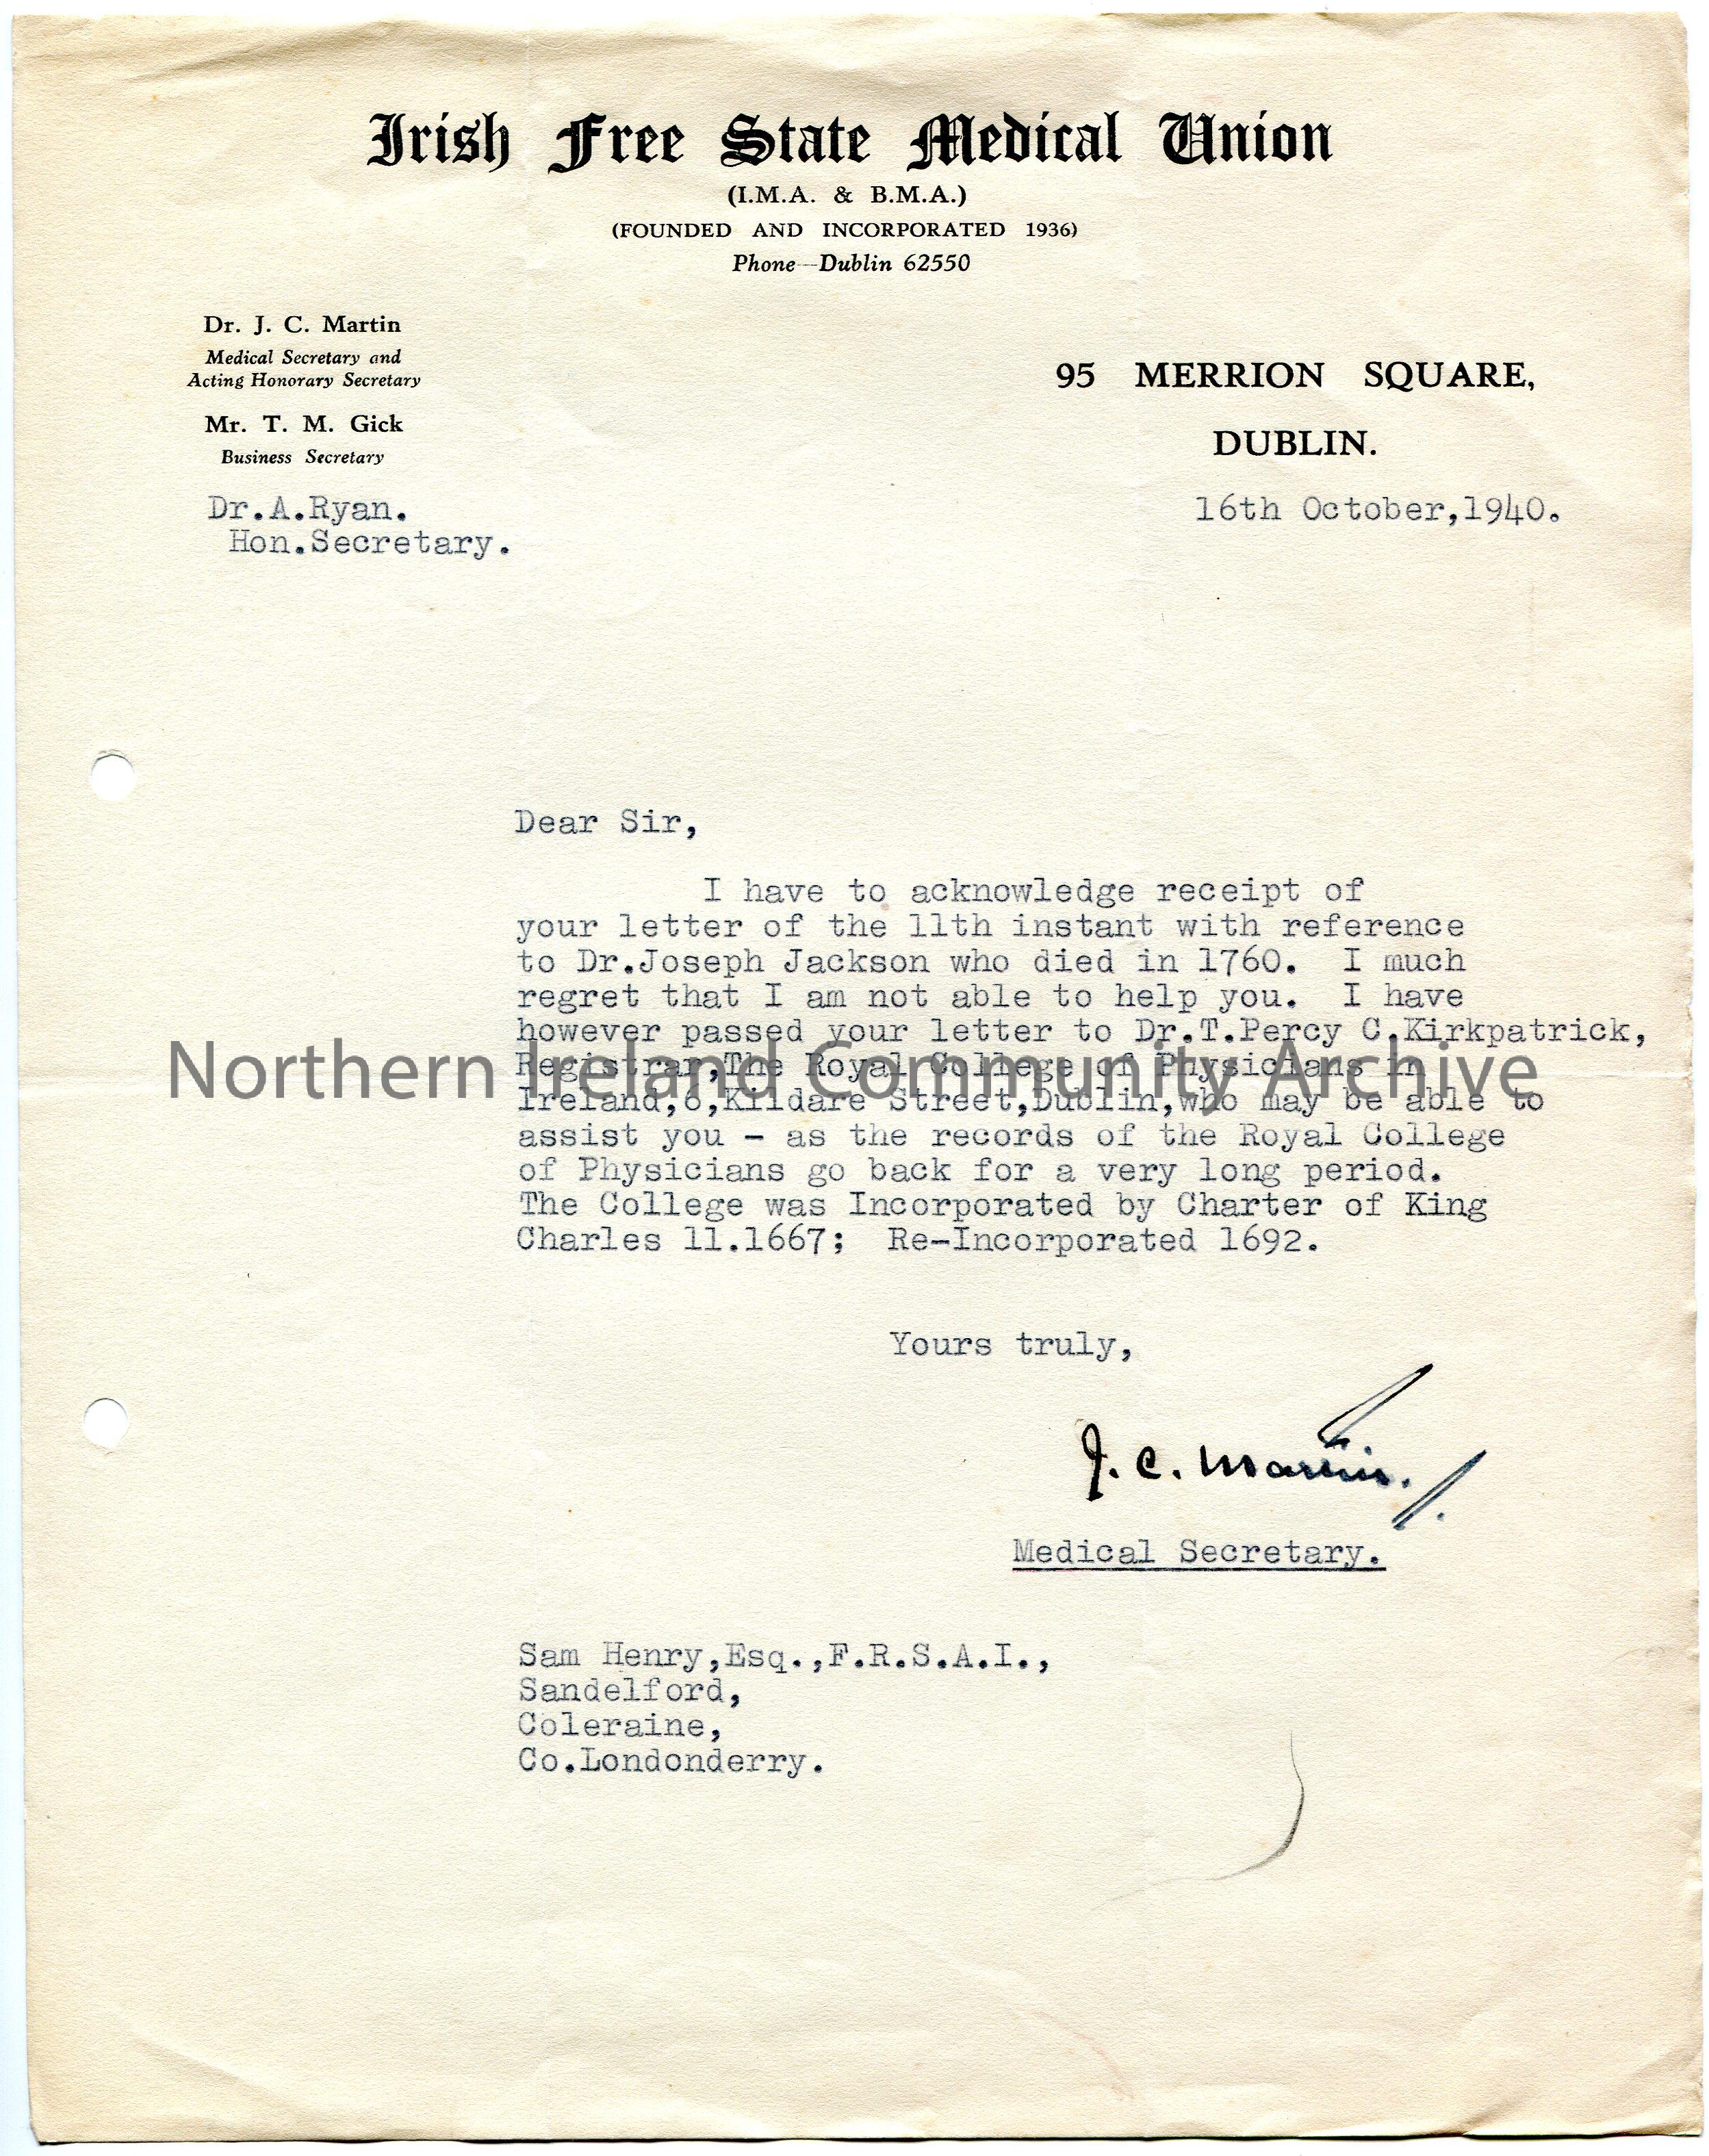 Irish Free State Medical Union
(I.M.A. & B.M.A.)
(FOUNDED AND INCORPORATED 1936)
Phone—Dublin 62550
Dr. J. C. Martin
Medical Secretary and
Acting Honorary Secretary
Mr. T. M. Gick
Business Secretary
Dr.A.Ryan.
Hon.Secretary.
95 MERRION SQUARE,
DUBLIN.
16th October,1940.
Dear Sir,
I have to acknowledge receipt of
your letter of the 11th instant with reference
to Dr.Joseph Jackson who died in 1760. I much
regret that I am not able to help you. I have
however passed your letter to Dr.T.Percy C.Kirkpatrick,
Registrar,The Royal College of Physicians in
Ireland,6,Kildare Street,Dublin,who may be able to
assist you - as the records of the Royal College
of Physicians go back for a very long period.
The College was Incorporated by Charter of King
Charles 11.1667; Re-Incorporated 1692.
Northern Ireland Community Archive
Yours truly,
J. C. Martin.
Medical Secretary.
Sam Henry,Esq.,F.R.S.A.I.,
Sandelford,
Coleraine,
Co.Londonderry.